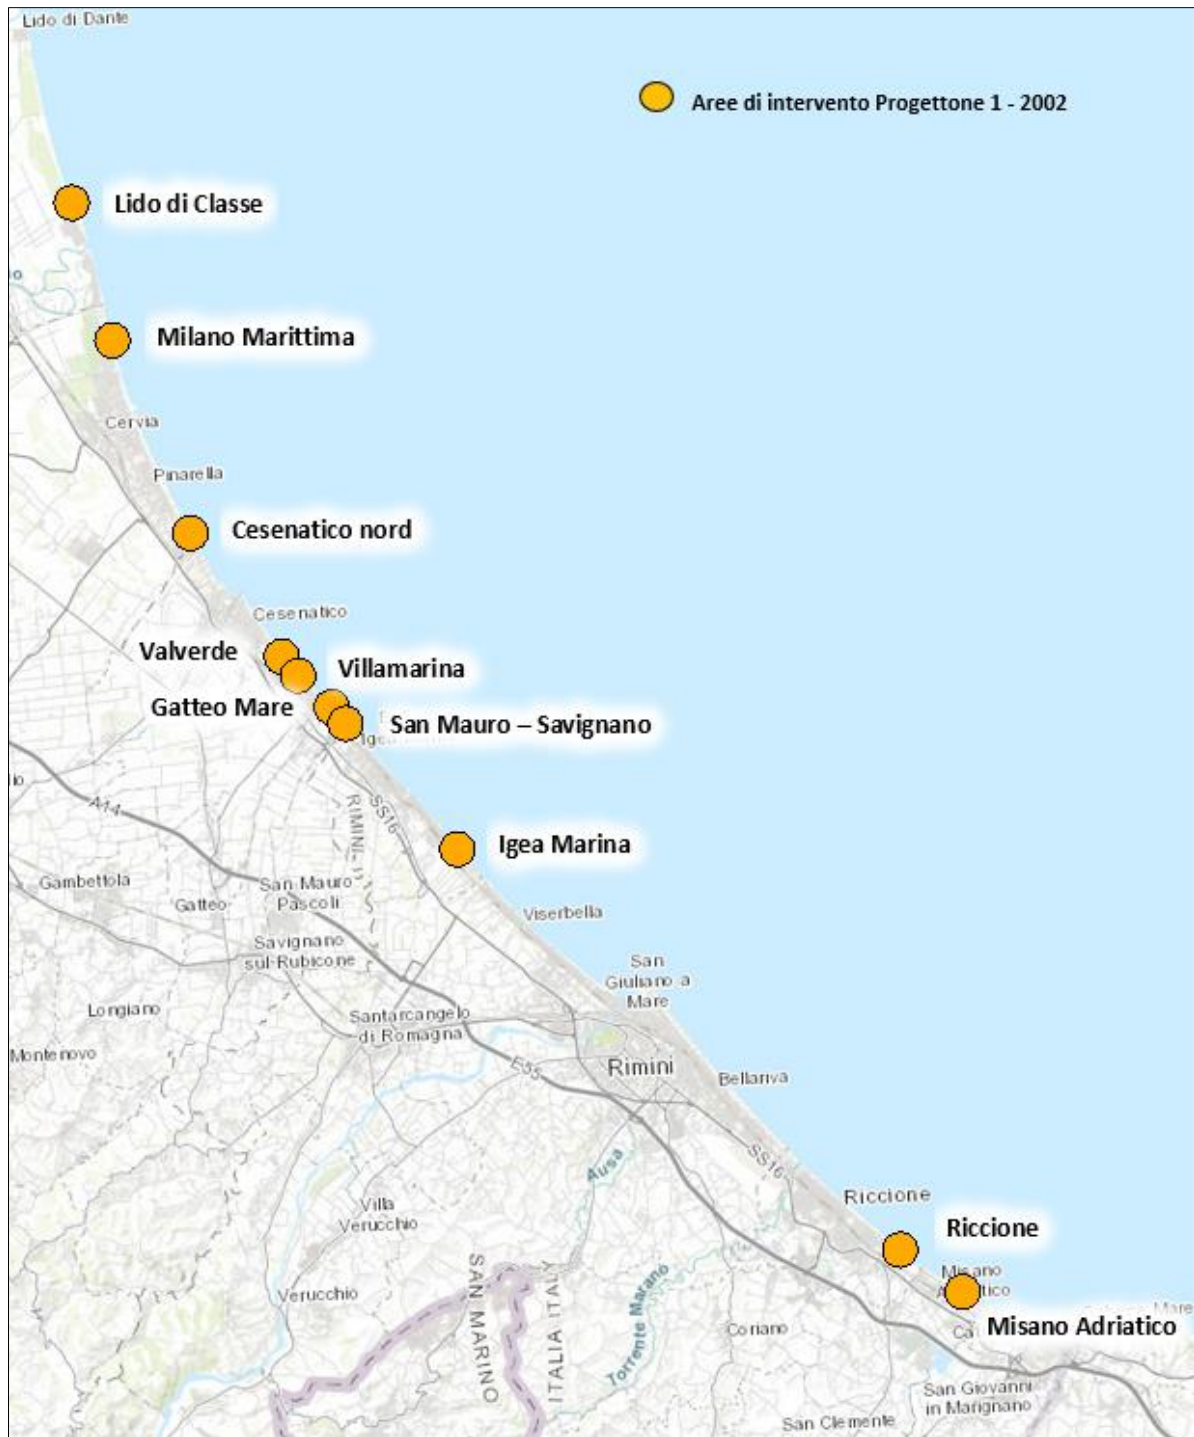 Lido di Dante
Aree di intervento Progettone 1 - 2002
Lido di Classe
Milano Marittima
Cervia
Pinarella
Cesenatico nord
Cesenatico
Valverde
Villamarina
Gatteo Mare
San Mauro – Savignano
Igea Marina
A14
SS16
RIMINI
Gambettola
San Mauro
Pascoli
Gatteo
Viserbella
Savignano
sul Rubicone
San
Giuliano a
Mare
Longiano
Santarcangelo
di Romagna
Montenovo
E55
Rimini
Bellariva
SS16
Ausa
Villa
Verucchio
Riccione
Riccione
Misano
Verucchio
SAN MARINO
ITALIA ITALY
Torrente Marano
Coriano
Misano Adriatico
San Giovanni
in Marignano
San Clemente